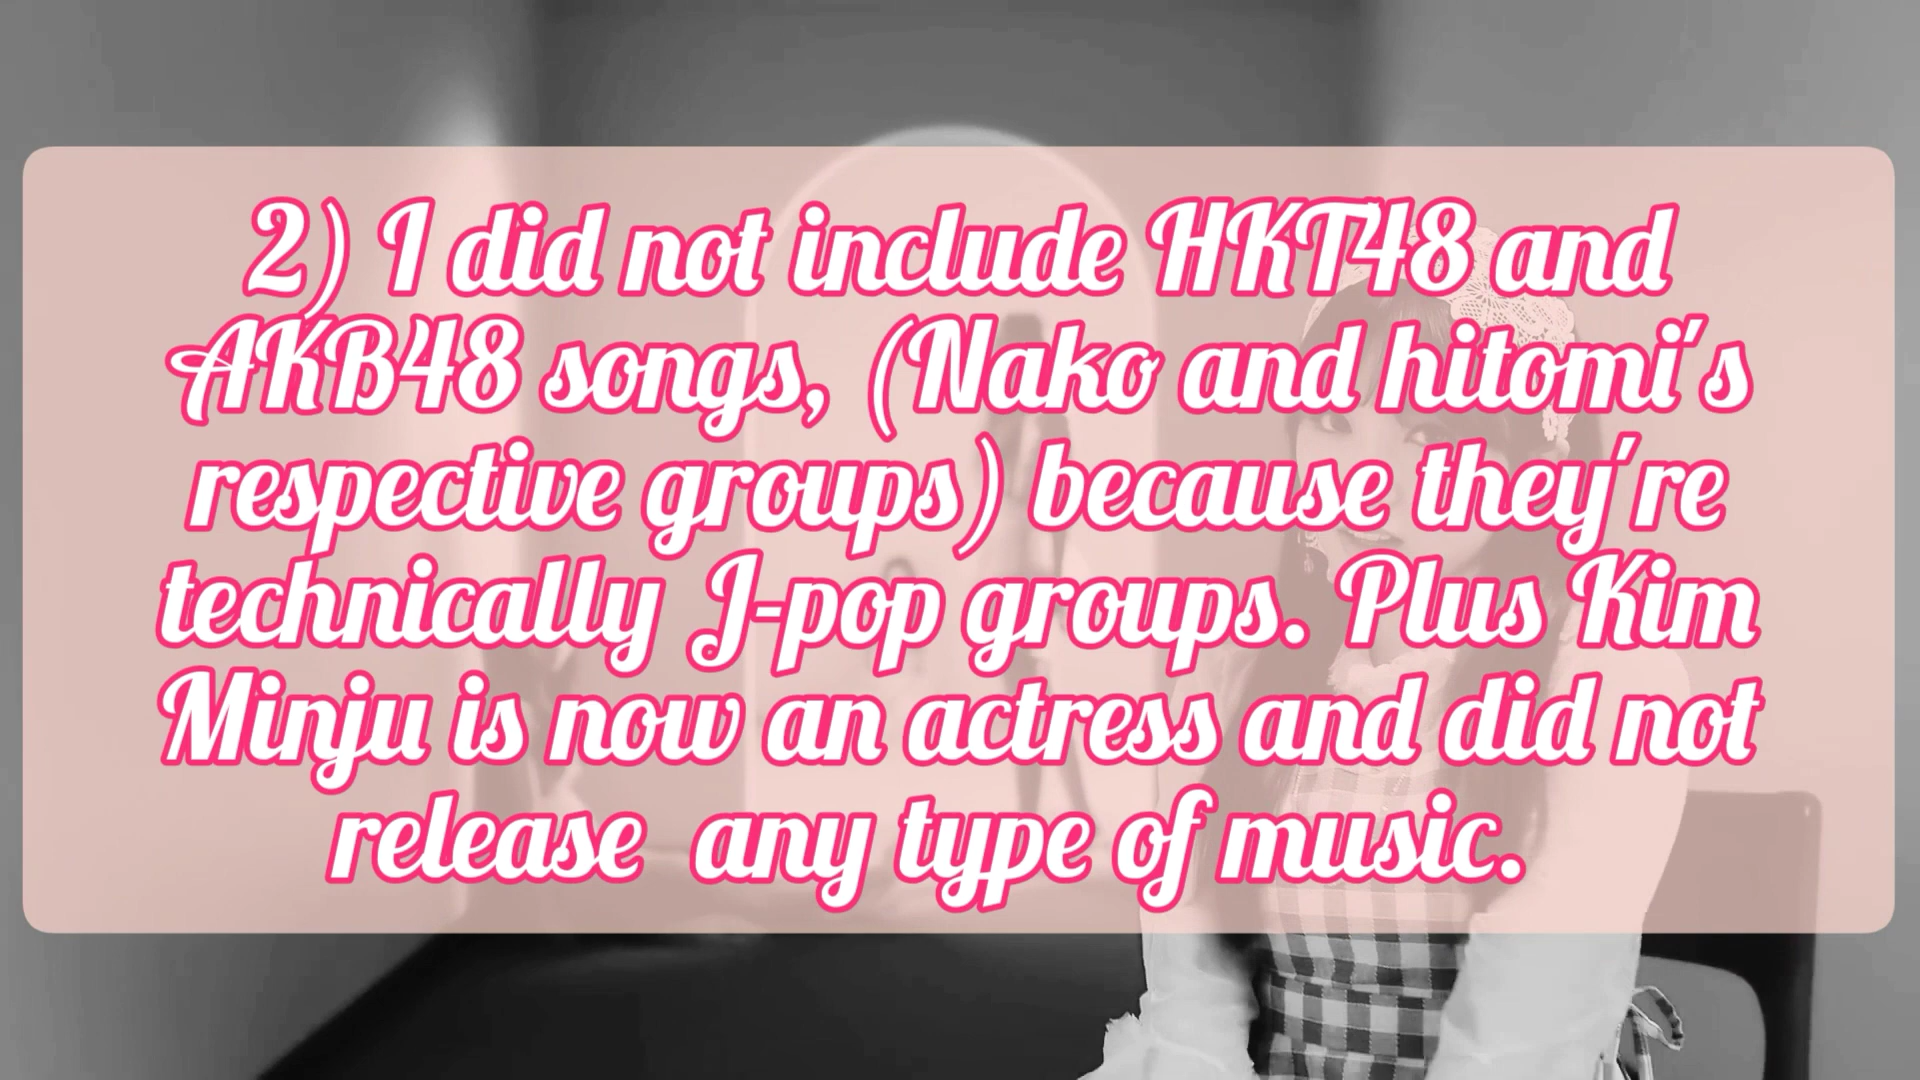 2) I did not include HKT48 and
AKB48 songs, (Nako and hitomi's
respective groups) because they're
technically J-pop groups. Plus Kim
Minju is now an actress and did not
release  any type of music.